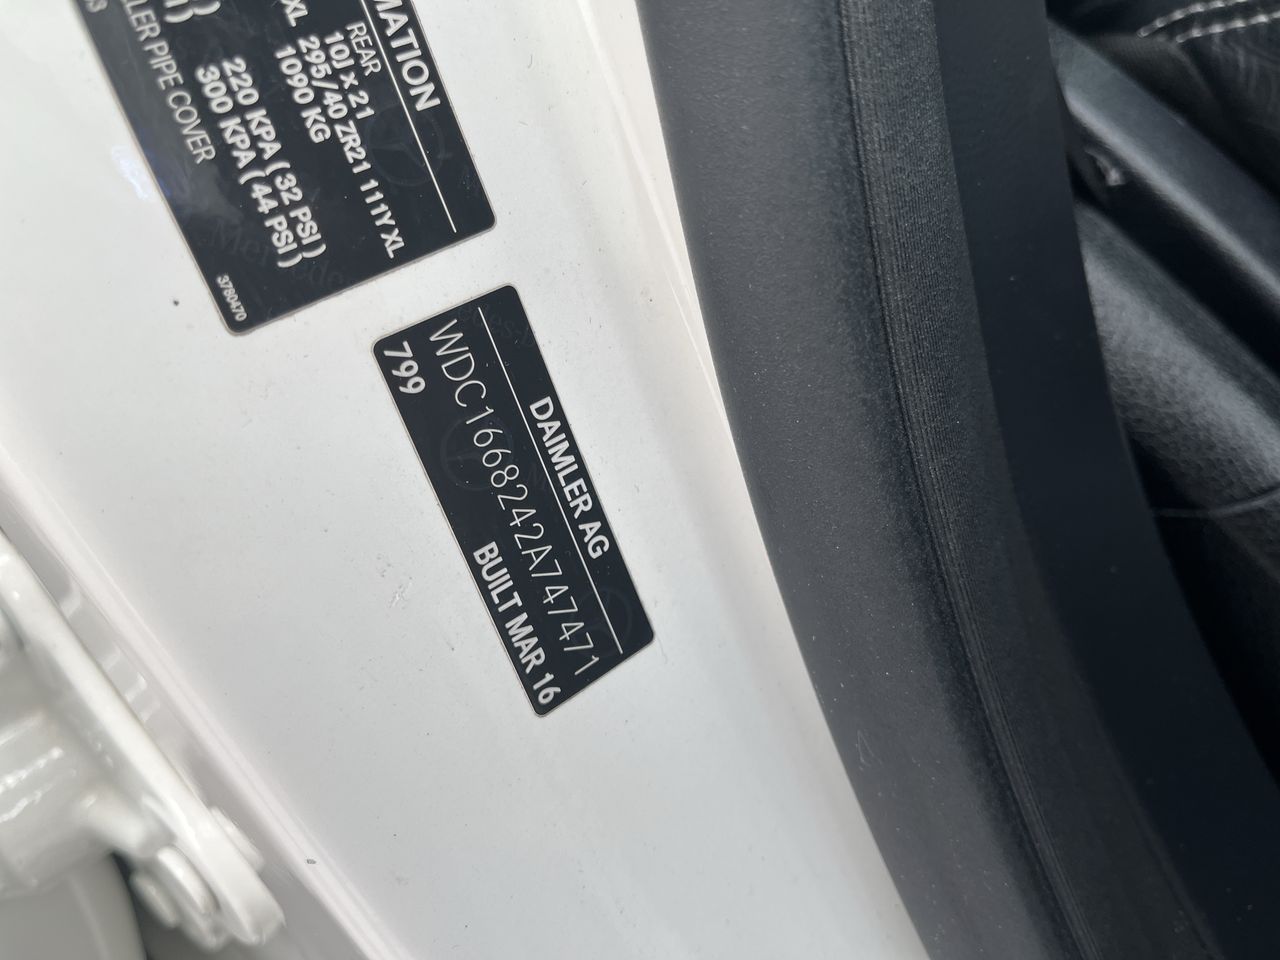 MATION
REAR
10J x 21
XL 295/40 ZR21 111Y XL
1090 KG
220 KPA ( 32 PSI )
300 KPA ( 44 PSI )
PIPE COVER
3780470
DAIMLER AG
WDC1668242A747471
799 BUILT MAR 16